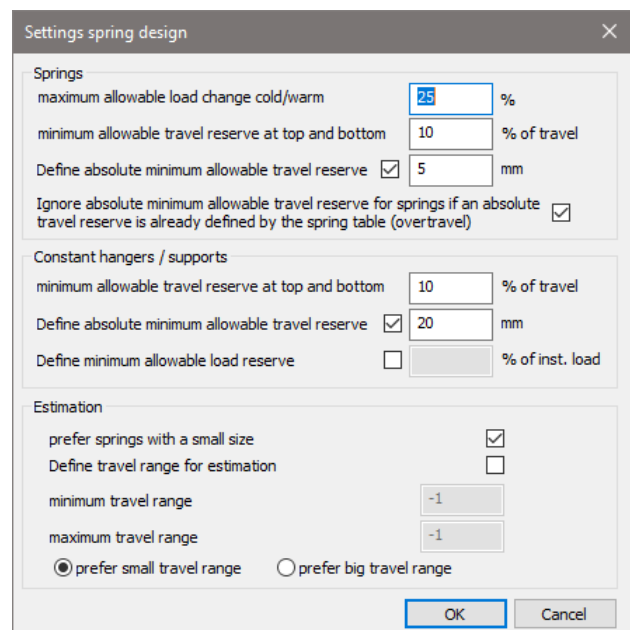 Settings spring design
Springs
maximum allowable load change cold/warm 25 %
minimum allowable travel reserve at top and bottom 10 % of travel
Define absolute minimum allowable travel reserve 5 mm
Ignore absolute minimum allowable travel reserve for springs if an absolute
travel reserve is already defined by the spring table (overtravel)
Constant hangers / supports
minimum allowable travel reserve at top and bottom 10 % of travel
Define absolute minimum allowable travel reserve 20 mm
Define minimum allowable load reserve % of inst. load
Estimation
prefer springs with a small size
Define travel range for estimation
minimum travel range -1
maximum travel range -1
prefer small travel range prefer big travel range
OK Cancel